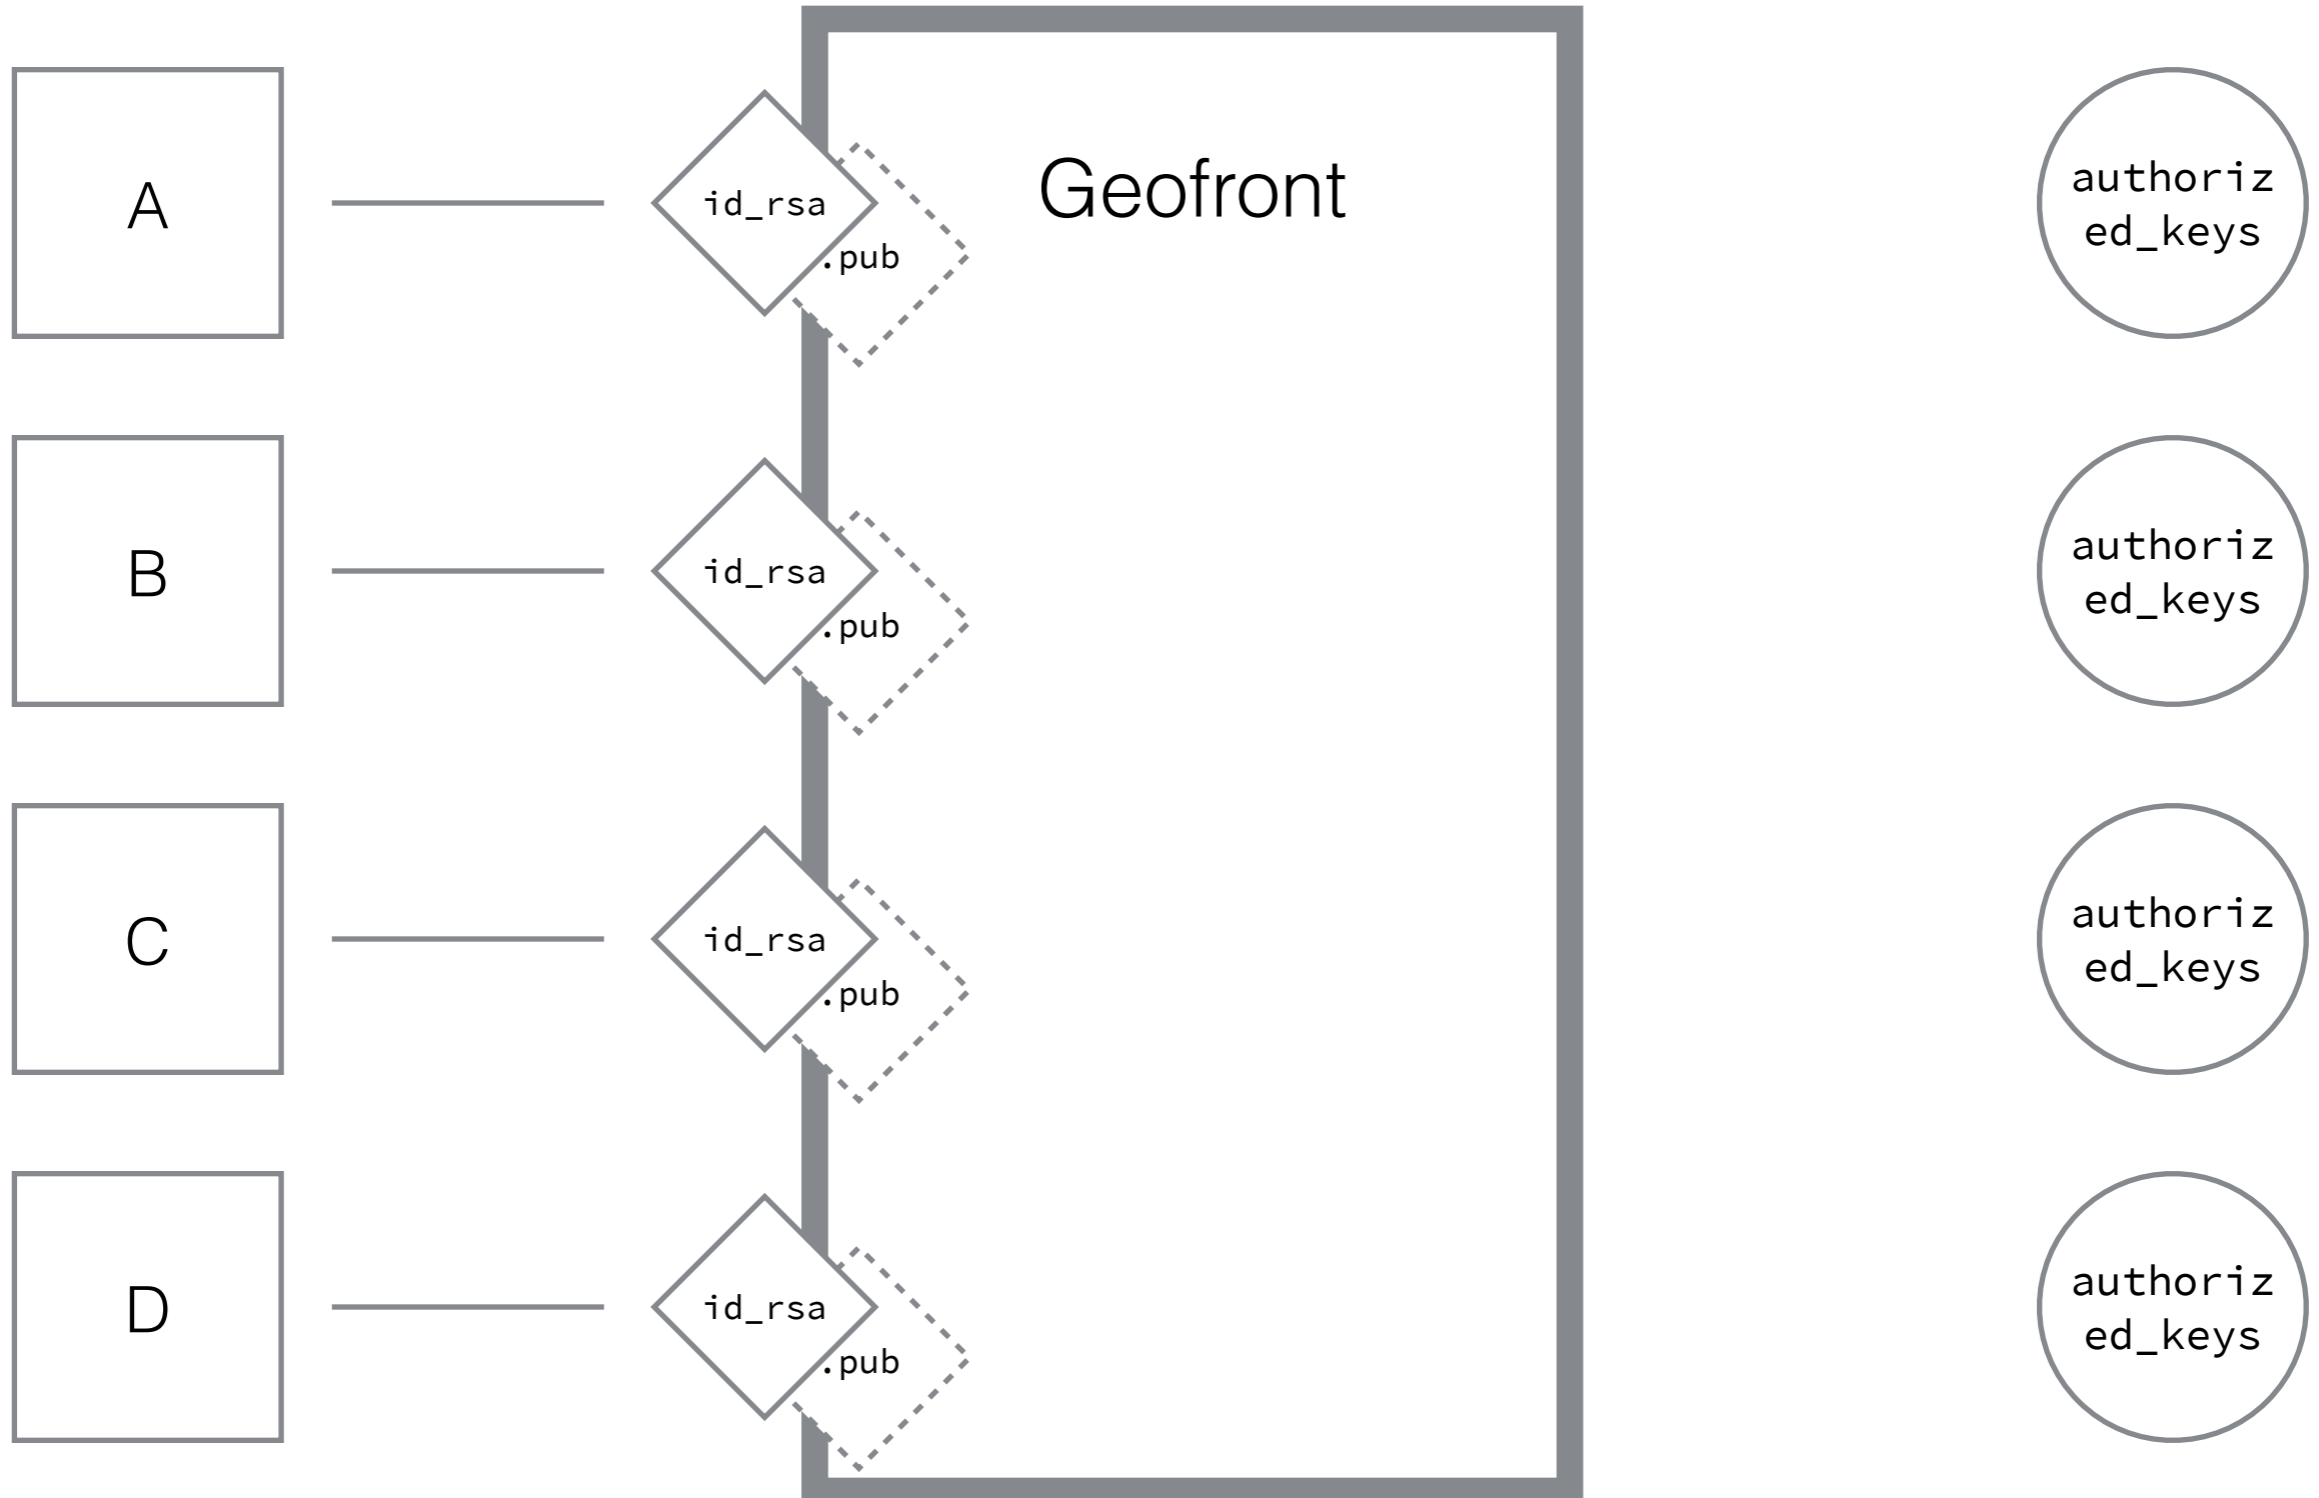 Geofront
A
id_rsa
.pub
authoriz
ed_keys
B
id_rsa
.pub
authoriz
ed_keys
C
id_rsa
.pub
authoriz
ed_keys
D
id_rsa
.pub
authoriz
ed_keys